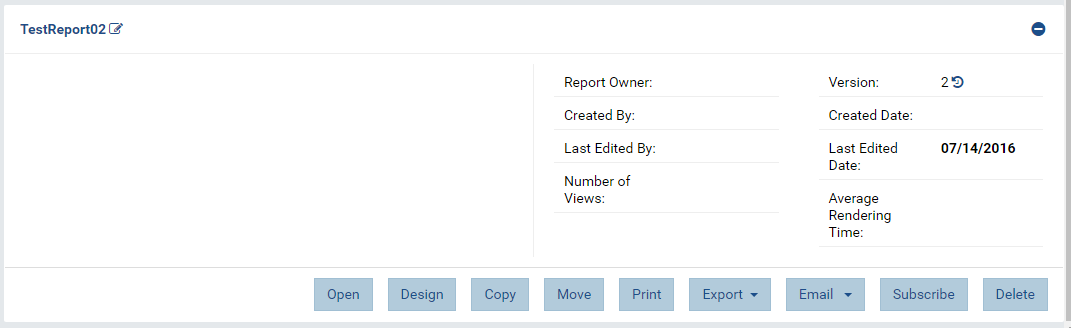 TestReport02
Report Owner:
Created By:
Last Edited By:
Number of
Views:
Version: 2
Created Date:
Last Edited
Date: 07/14/2016
Average
Rendering
Time:
Open Design Copy Move Print Export Email Subscribe Delete